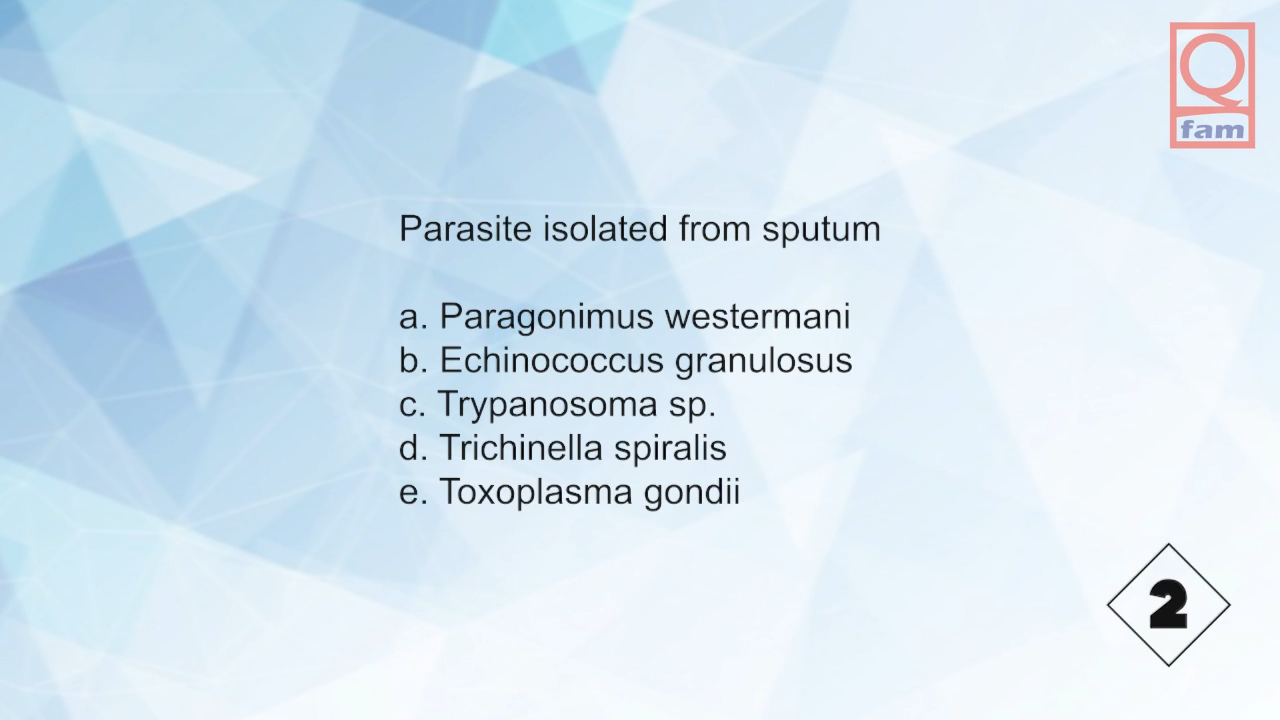 Q
fam
Parasite isolated from sputum
a. Paragonimus westermani
b. Echinococcus granulosus
c. Trypanosoma sp.
d. Trichinella spiralis
e. Toxoplasma gondii
2